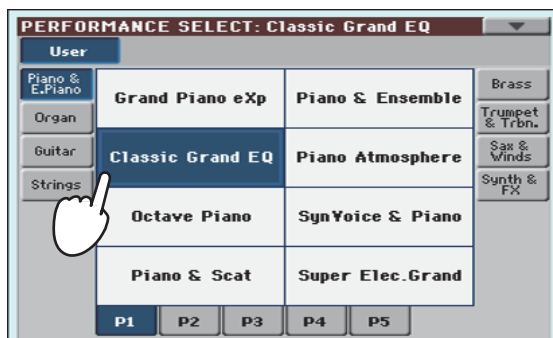 PERFORMANCE SELECT: Classic Grand EQ
User
Piano &
E.Piano
Organ
Guitar
Strings
Grand Piano eXp
Piano & Ensemble
Classic Grand EQ
Piano Atmosphere
Octave Piano
SynVoice & Piano
Piano & Scat
Super Elec.Grand
Brass
Trumpet
& Trbn.
Sax &
Winds
Synth &
FX
P1 P2 P3 P4 P5